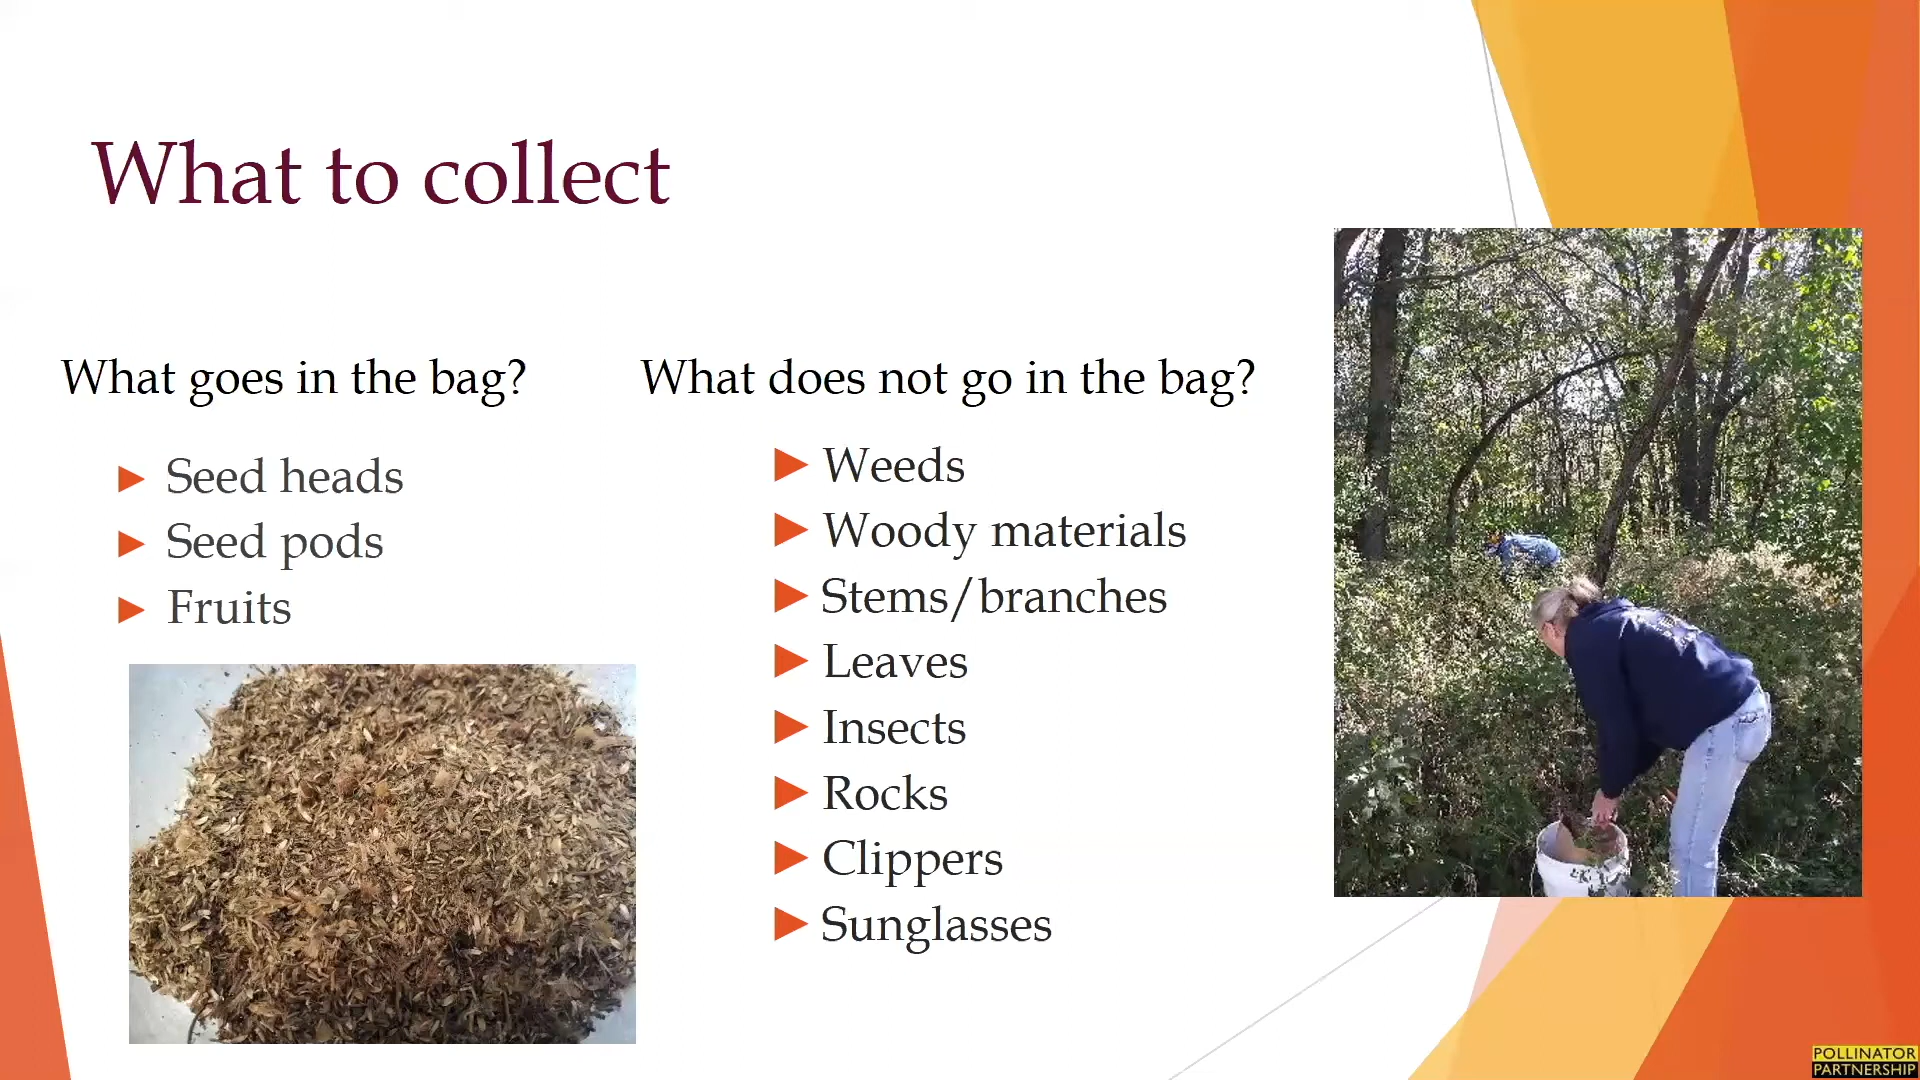 What to collect
What goes in the bag?
Seed heads
Seed pods
Fruits
What does not go in the bag?
Weeds
Woody materials
Stems/branches
Leaves
Insects
Rocks
Clippers
Sunglasses
POLLINATOR
PARTNERSHIP